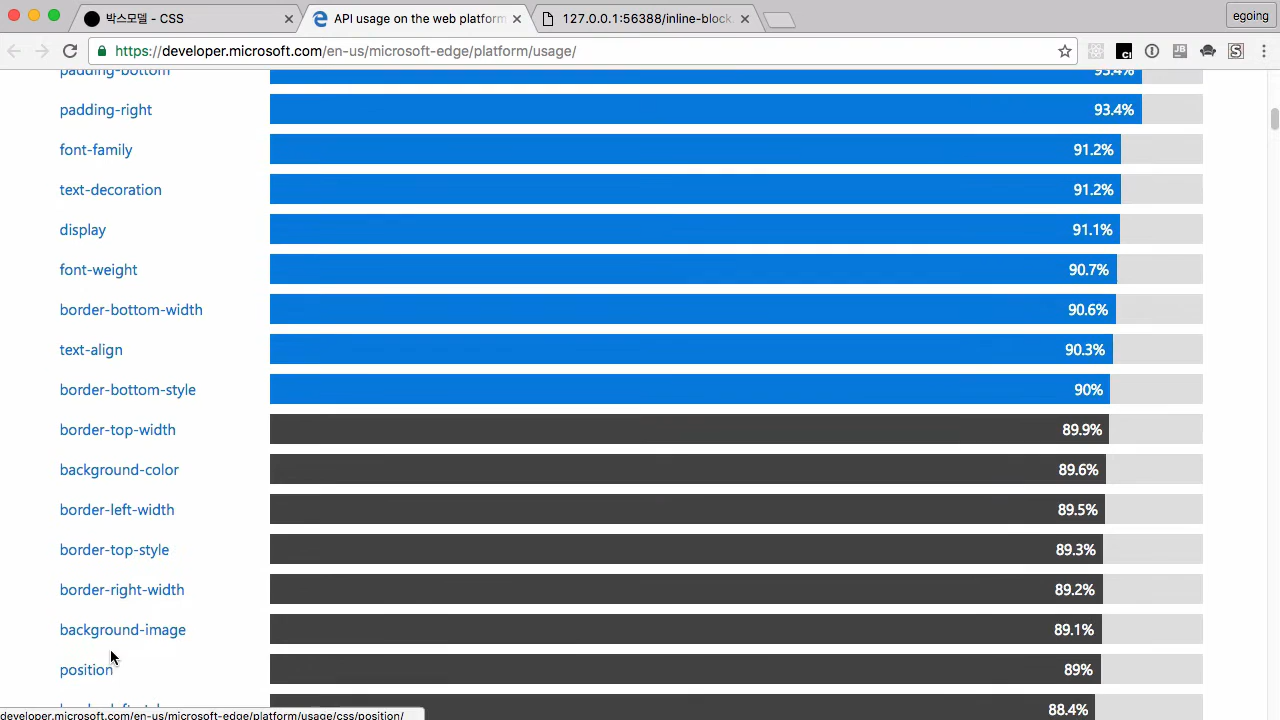 박스모델 - CSS
API usage on the web platform
127.0.0.1:56388/inline-block.
egoing
https://developer.microsoft.com/en-us/microsoft-edge/platform/usage/
padding-bottom 93.4%
padding-right 93.4%
font-family 91.2%
text-decoration 91.2%
display 91.1%
font-weight 90.7%
border-bottom-width 90.6%
text-align 90.3%
border-bottom-style 90%
border-top-width 89.9%
background-color 89.6%
border-left-width 89.5%
border-top-style 89.3%
border-right-width 89.2%
background-image 89.1%
position 89%
88.4%
developer.microsoft.com/en-us/microsoft-edge/platform/usage/css/position/